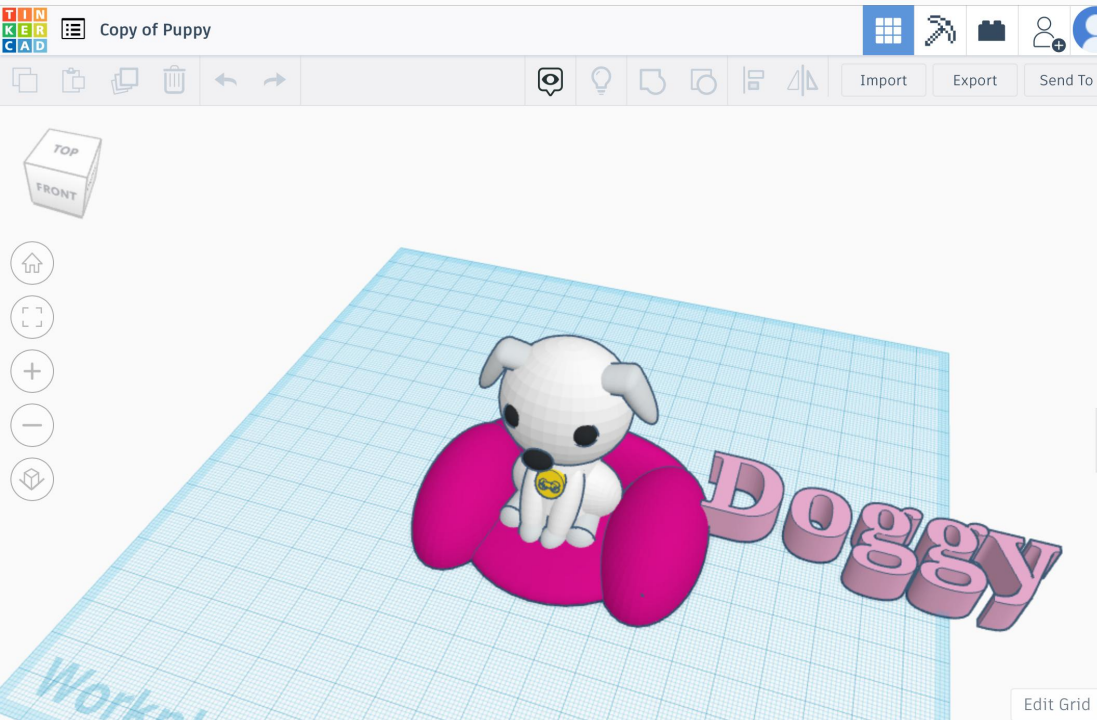 TIN
KER
CAD
Copy of Puppy
Import
Export
Send To
TOP
FRONT
Doggy
Edit Grid